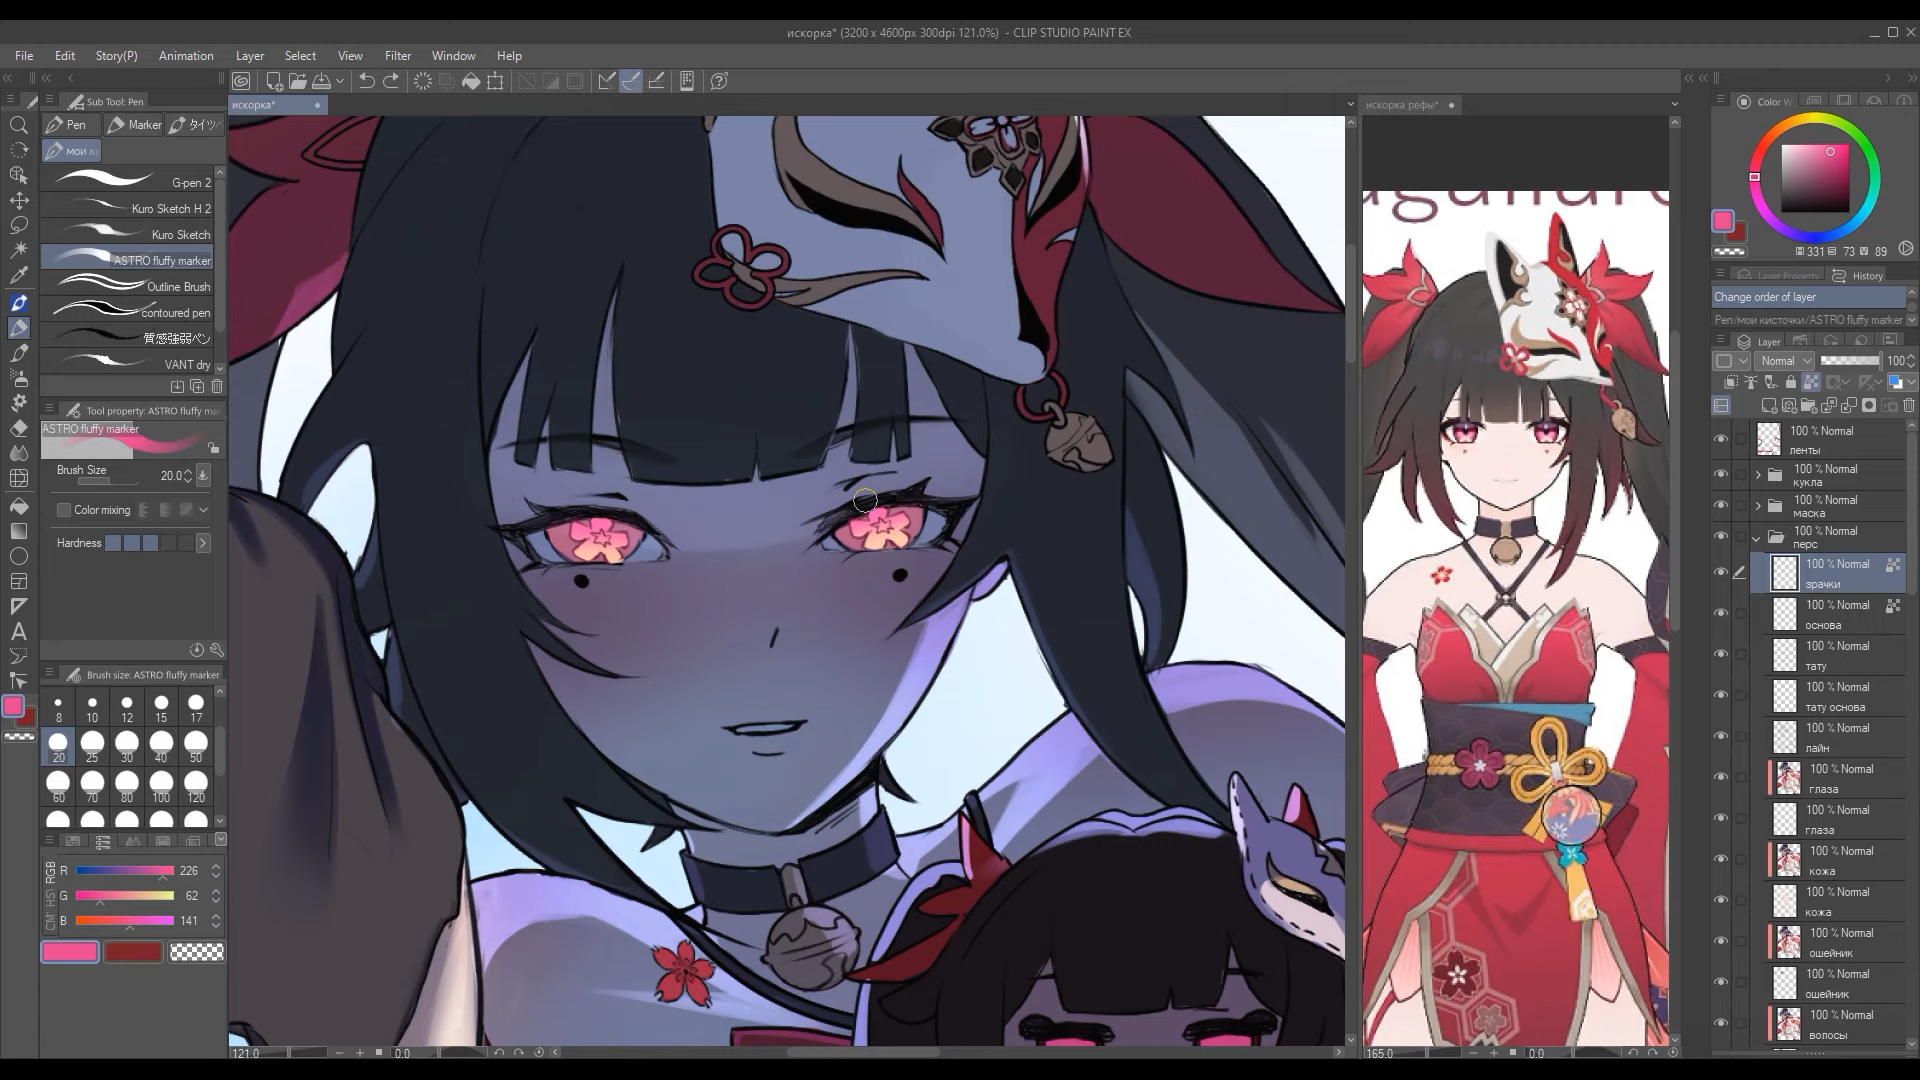 искорка* (3200 x 4600px 300dpi 121.0%)  - CLIP STUDIO PAINT EX
File Edit Story(P) Animation Layer Select View Filter Window Help
Sub Tool: Pen
искорка*
искорка рефы*
Color W
Pen Marker
мои к
G-pen 2
Kuro Sketch H 2
Kuro Sketch
ASTRO fluffy marker
Outline Brush
contoured pen
質感強弱ペン
VANT dry
Tool property: ASTRO fluffy mar
ASTRO fluffy marker
Brush Size 20.0
Color mixing
Hardness
Brush size: ASTRO fluffy marker
8 10 12 15 17
20 25 30 40 50
60 70 80 100 120
RGB
R 226
G 62
B 141
121.0 0.0
165.0 0.0
331 73 89
Layer Property History
Change order of layer
Pen/мои кисточки/ASTRO fluffy marker
Layer
Normal 100
100 % Normal
ленты
100 % Normal
кукла
100 % Normal
маска
100 % Normal
перс
100 % Normal
зрачки
100 % Normal
основа
100 % Normal
тату
100 % Normal
тату основа
100 % Normal
лайн
100 % Normal
глаза
100 % Normal
глаза
100 % Normal
кожа
100 % Normal
кожа
100 % Normal
ошейник
100 % Normal
ошейник
100 % Normal
волосы